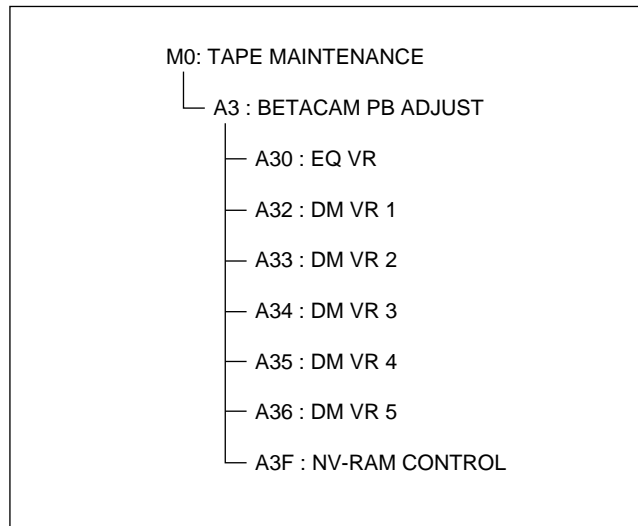 M0: TAPE MAINTENANCE
A3 : BETACAM PB ADJUST
A30 : EQ VR
A32 : DM VR 1
A33 : DM VR 2
A34 : DM VR 3
A35 : DM VR 4
A36 : DM VR 5
A3F : NV-RAM CONTROL